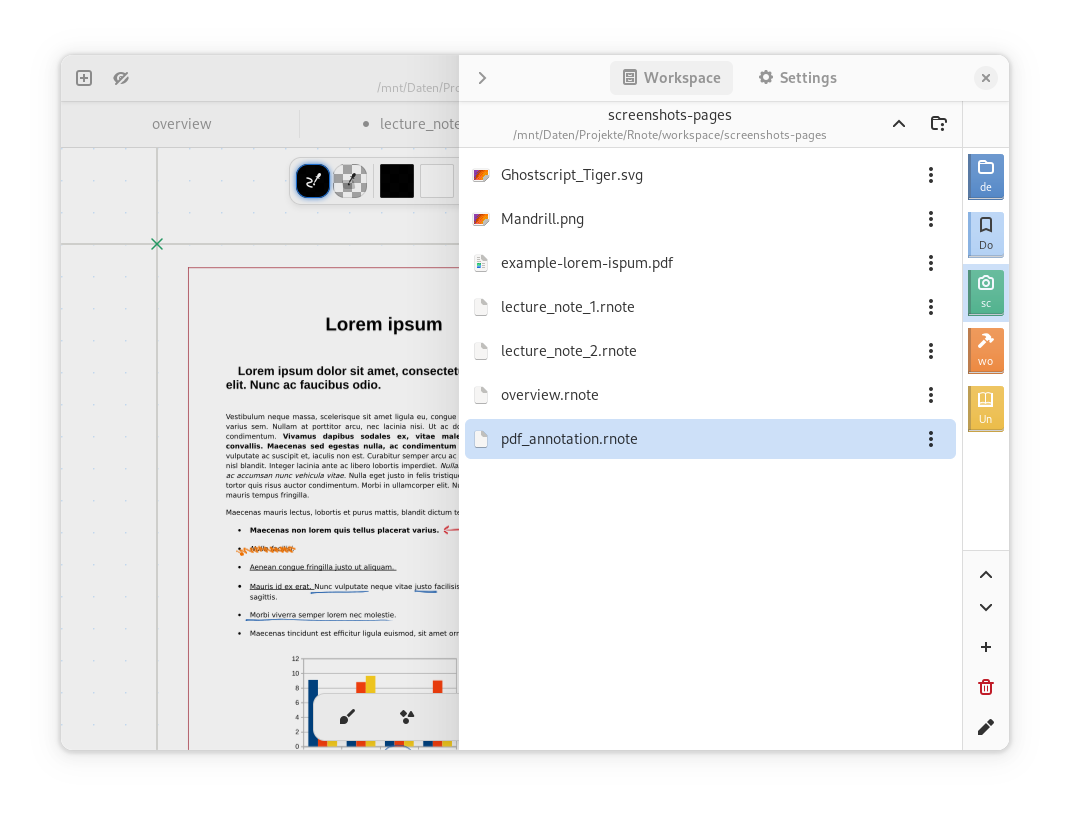 /mnt/Daten/Pro
Workspace
Settings
overview
• lecture_note
screenshots-pages
/mnt/Daten/Projekte/Rnote/workspace/screenshots-pages
Ghostscript_Tiger.svg
Mandrill.png
example-lorem-ispum.pdf
lecture_note_1.rnote
lecture_note_2.rnote
overview.rnote
pdf_annotation.rnote
de
Do
sc
wo
Un
Lorem ipsum
Lorem ipsum dolor sit amet, consectetu
elit. Nunc ac faucibus odio.
Vestibulum neque massa, scelerisque sit amet ligula eu, congue
varius sem. Nullam at porttitor arcu, nec lacinia nisi. Ut ac do
condimentum. Vivamus dapibus sodales ex, vitae male
convallis. Maecenas sed egestas nulla, ac condimentum
vulputate ac suscipit et, iaculis non est. Curabitur semper arcu ac
nisl blandit. Integer lacinia ante ac libero lobortis imperdiet. Nulla
ac accumsan nunc vehicula vitae. Nulla eget justo in felis tristique
tortor quis risus auctor condimentum. Morbi in ullamcorper elit. Nu
mauris tempus fringilla.
Maecenas mauris lectus, lobortis et purus mattis, blandit dictum te
• Maecenas non lorem quis tellus placerat varius.
• Nulla facilisi.
• Aenean congue fringilla justo ut aliquam.
• Mauris id ex erat. Nunc vulputate neque vitae justo facilisis
sagittis.
• Morbi viverra semper lorem nec molestie.
• Maecenas tincidunt est efficitur ligula euismod, sit amet orn
12
10
8
6
4
2
0